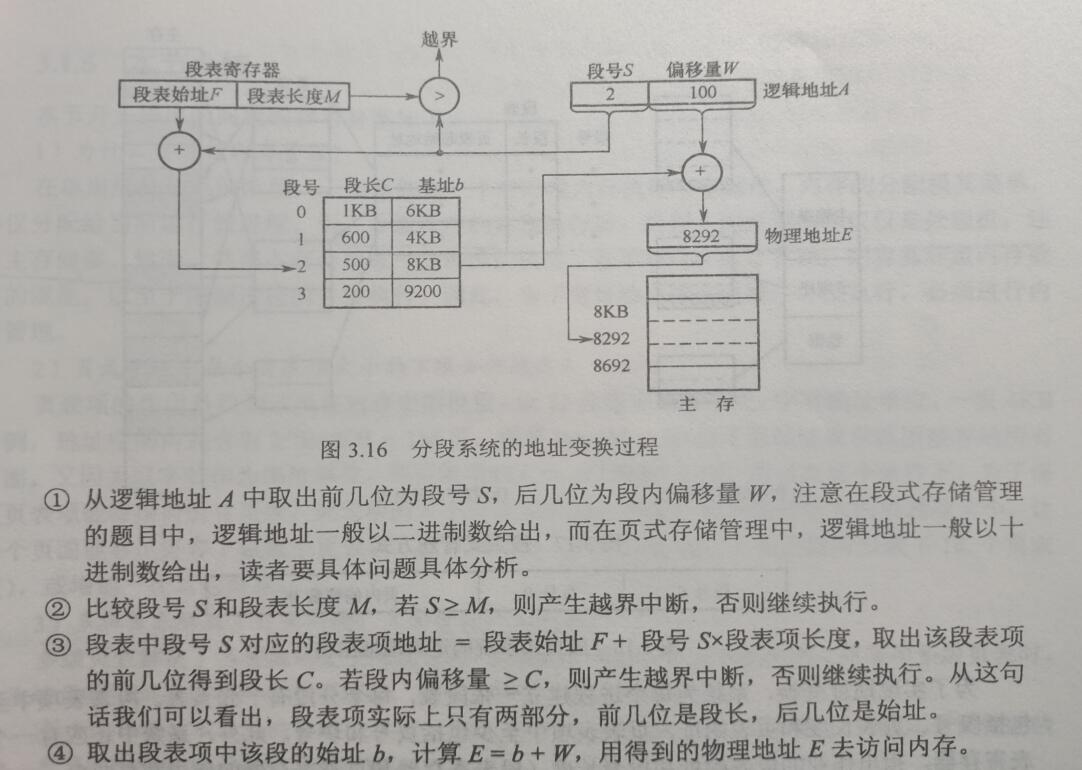 越界
段表寄存器
段表始址F 段表长度M
>
段号S 偏移量W
2 100 逻辑地址A
+
+
段号 段长C 基址b
0 1KB 6KB
1 600 4KB
2 500 8KB
3 200 9200
8292 物理地址E
8KB
8292
8692
主 存
图 3.16 分段系统的地址变换过程
① 从逻辑地址 A 中取出前几位为段号 S，后几位为段内偏移量 W，注意在段式存储管理
的题目中，逻辑地址一般以二进制数给出，而在页式存储管理中，逻辑地址一般以十
进制数给出，读者要具体问题具体分析。
② 比较段号 S 和段表长度 M，若 S≥M，则产生越界中断，否则继续执行。
③ 段表中段号 S 对应的段表项地址 = 段表始址 F + 段号 S×段表项长度，取出该段表项
的前几位得到段长 C。若段内偏移量 ≥C，则产生越界中断，否则继续执行。从这句
话我们可以看出，段表项实际上只有两部分，前几位是段长，后几位是始址。
④ 取出段表项中该段的始址 b，计算 E = b + W，用得到的物理地址 E 去访问内存。